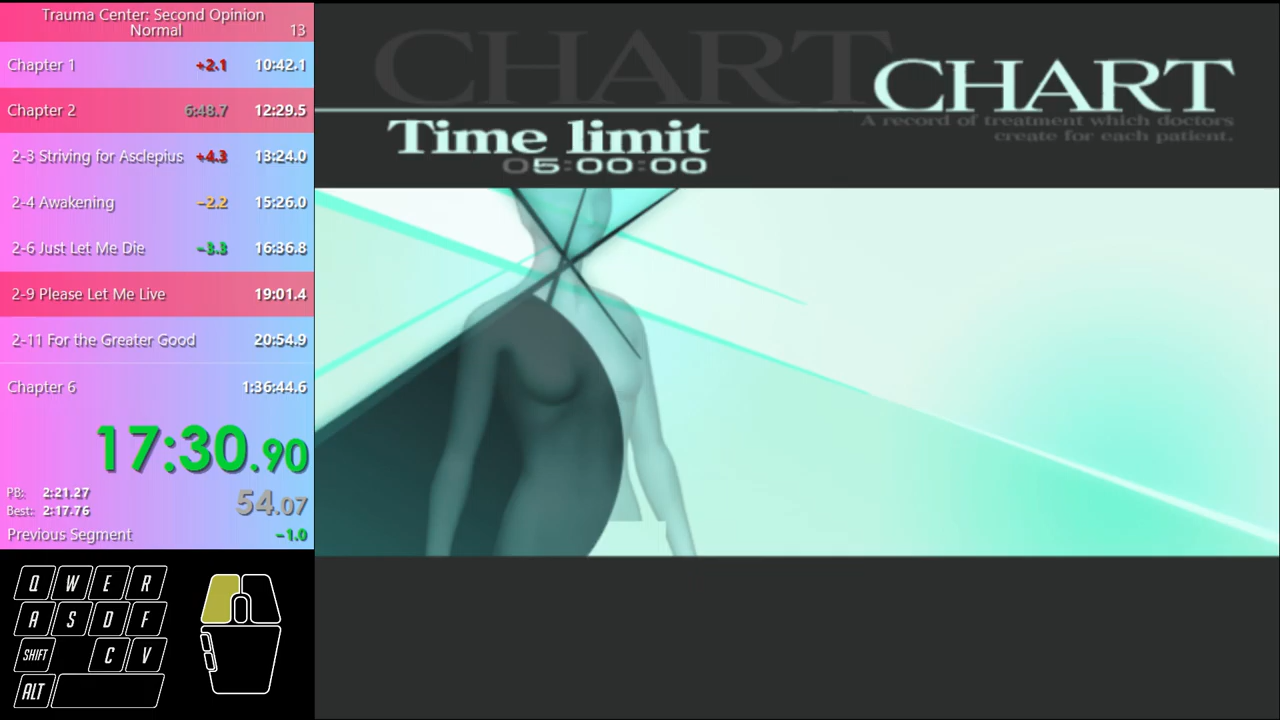 Trauma Center: Second Opinion
Normal 13
Chapter 1 +2.1 10:42.1
Chapter 2 6:48.7 12:29.5
2-3 Striving for Asclepius +4.3 13:24.0
2-4 Awakening -2.2 15:26.0
2-6 Just Let Me Die -3.3 16:36.8
2-9 Please Let Me Live 19:01.4
2-11 For the Greater Good 20:54.9
Chapter 6 1:36:44.6
17:30.90
PB: 2:21.27
Best: 2:17.76
54.07
Previous Segment -1.0
Q W E R
A S D F
SHIFT C V
ALT
CHART
CHART
A record of treatment which doctors
create for each patient.
Time limit
05:00:00